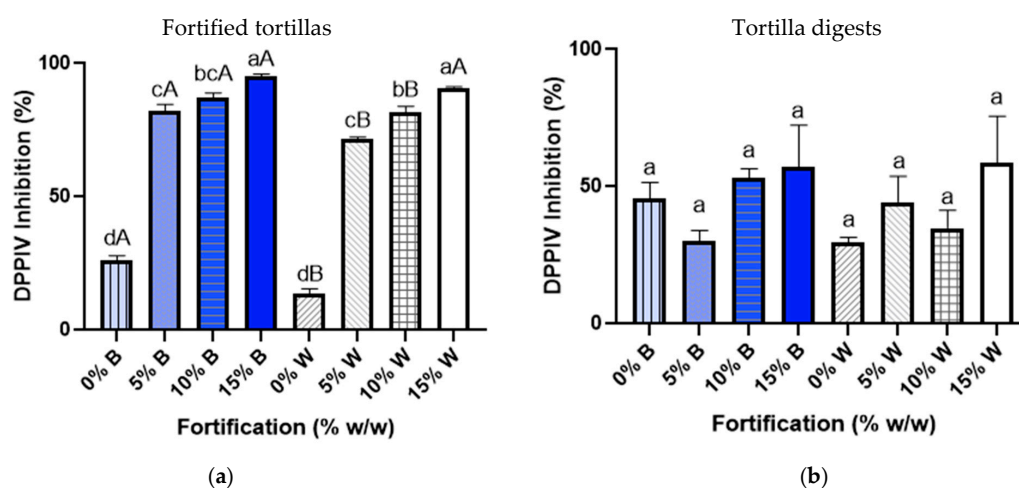 Fortified tortillas
DPPIV Inhibition (%)
100
50
0
dA
cA
bcA
aA
dB
cB
bB
aA
0% B
5% B
10% B
15% B
0% W
5% W
10% W
15% W
Fortification (% w/w)
(a)
Tortilla digests
DPPIV Inhibition (%)
100
50
0
a
a
a
a
a
a
a
a
0% B
5% B
10% B
15% B
0% W
5% W
10% W
15% W
Fortification (% w/w)
(b)